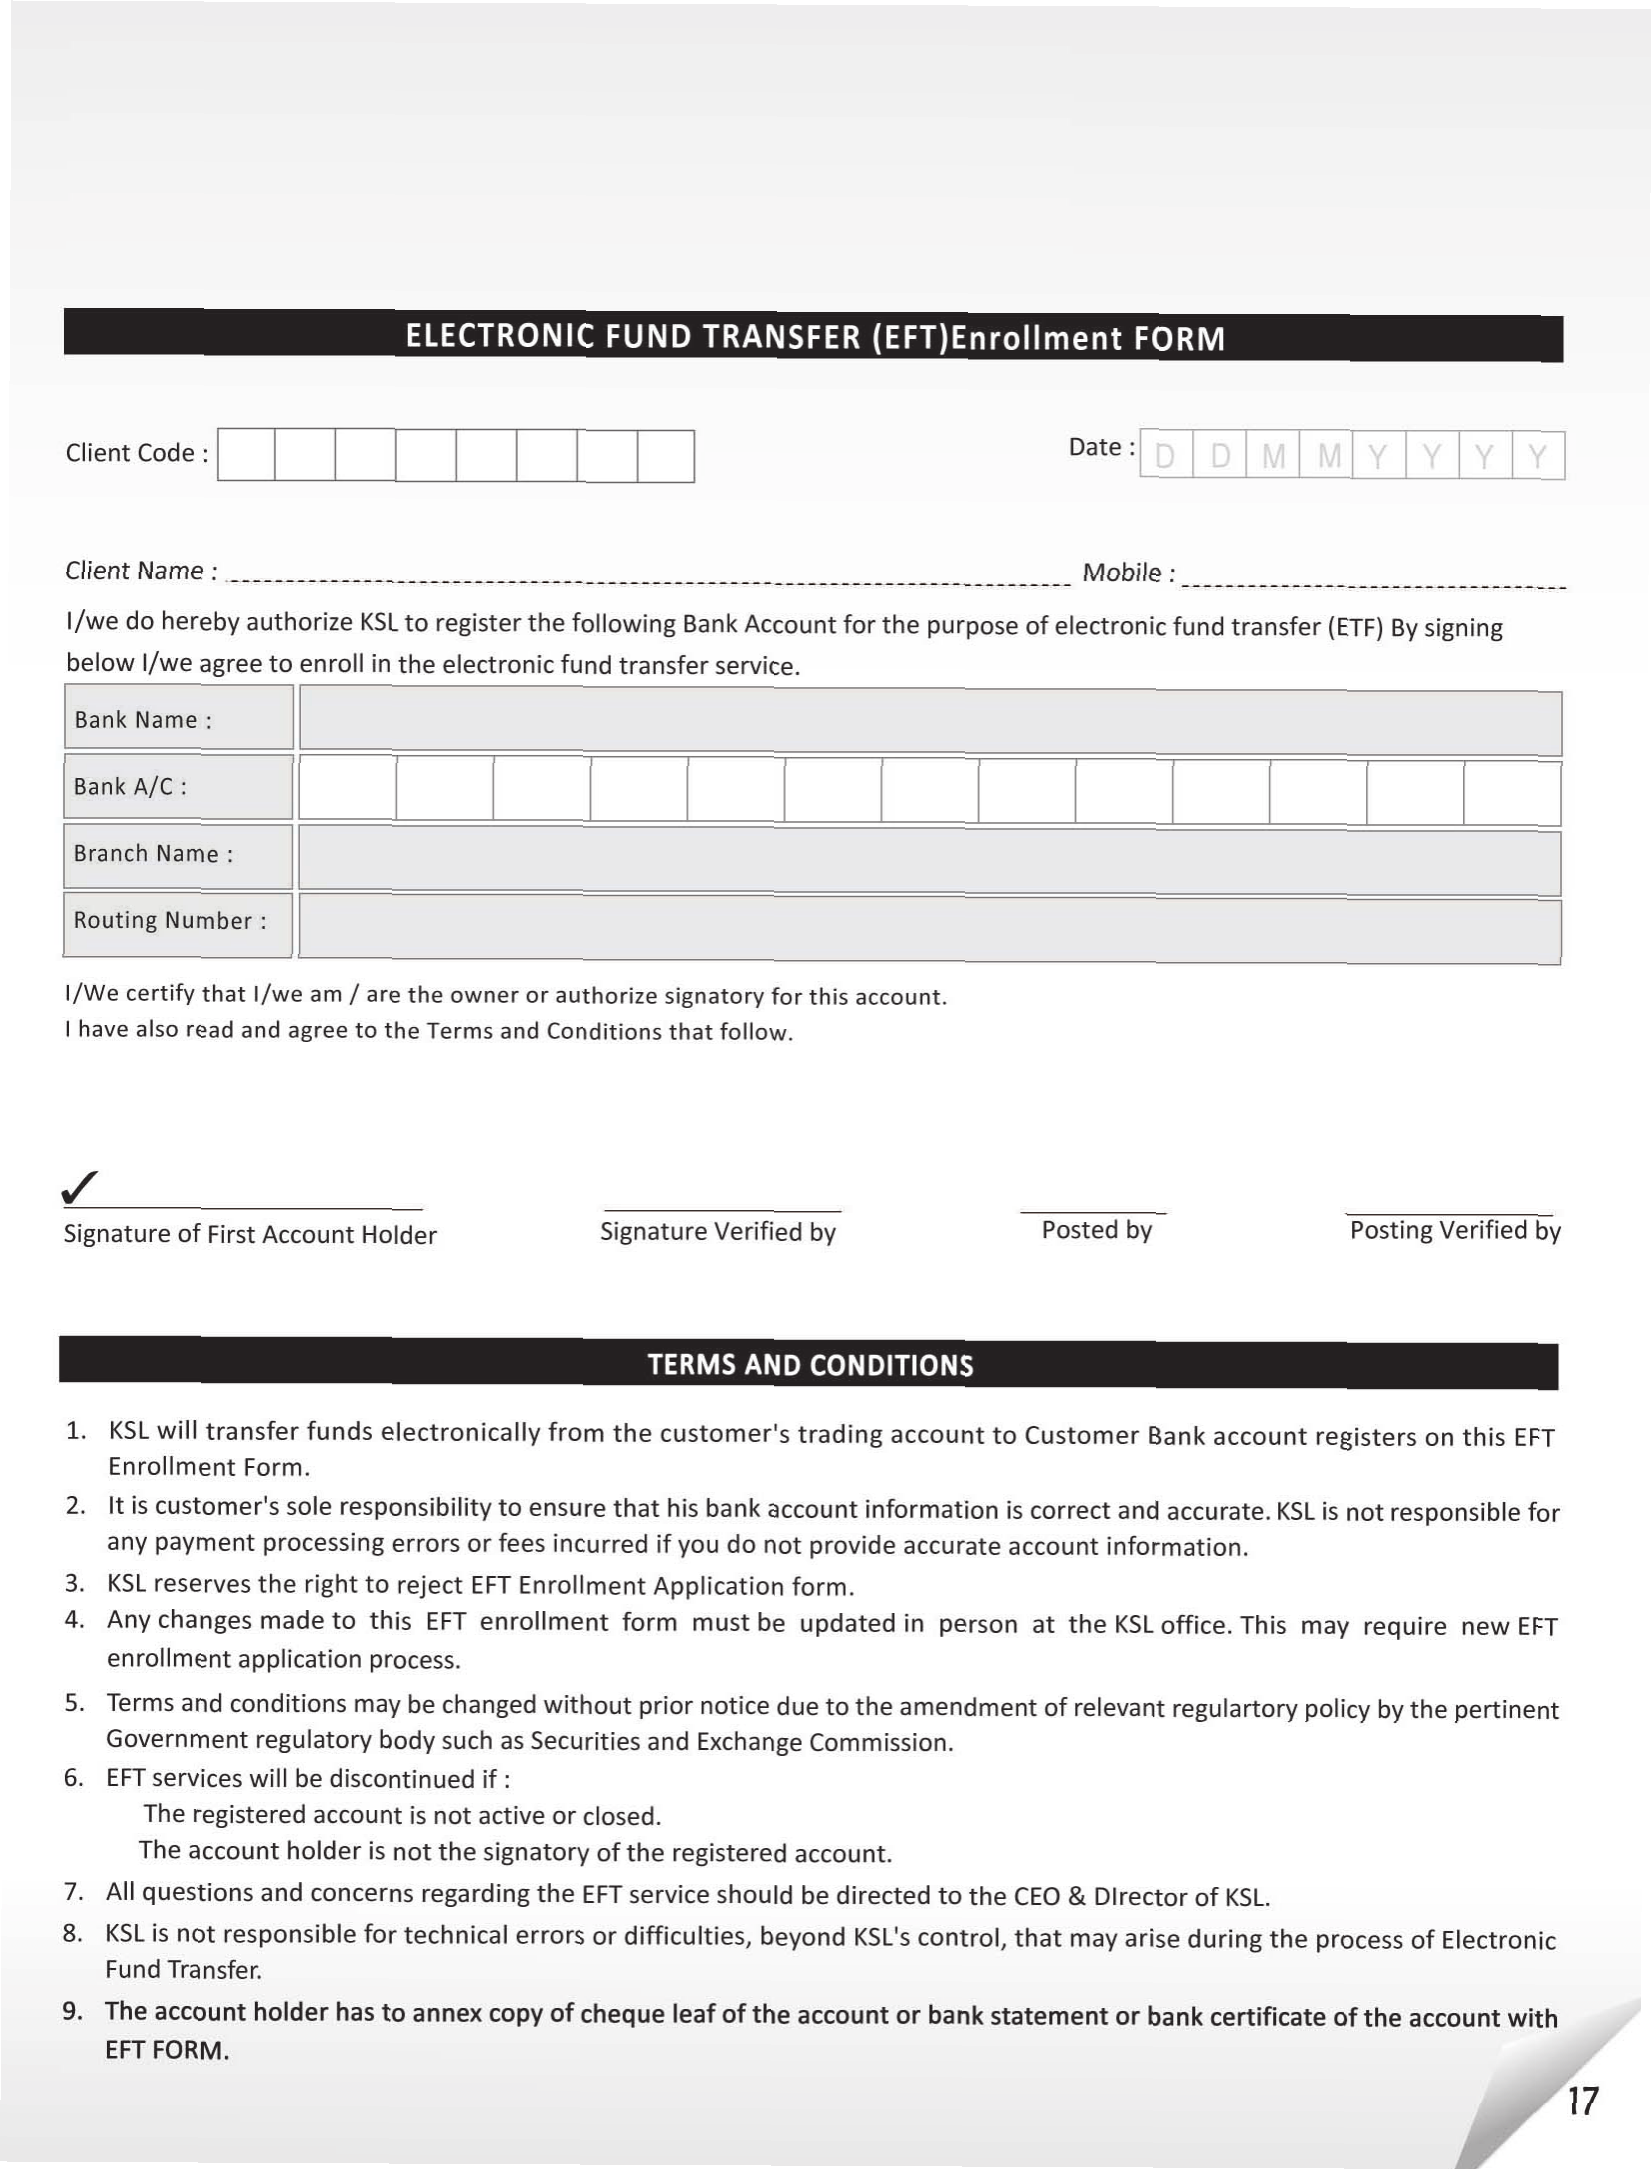 ELECTRONIC FUND TRANSFER (EFT)Enrollment FORM
Client Code :
Date : D D M M Y Y Y Y
Client Name : Mobile :
I/we do hereby authorize KSL to register the following Bank Account for the purpose of electronic fund transfer (ETF) By signing
below I/we agree to enroll in the electronic fund transfer service.
Bank Name :
Bank A/C :
Branch Name :
Routing Number :
I/We certify that I/we am / are the owner or authorize signatory for this account.
I have also read and agree to the Terms and Conditions that follow.
✓
Signature of First Account Holder Signature Verified by Posted by Posting Verified by
TERMS AND CONDITIONS
1. KSL will transfer funds electronically from the customer's trading account to Customer Bank account registers on this EFT
Enrollment Form.
2. It is customer's sole responsibility to ensure that his bank account information is correct and accurate. KSL is not responsible for
any payment processing errors or fees incurred if you do not provide accurate account information.
3. KSL reserves the right to reject EFT Enrollment Application form.
4. Any changes made to this EFT enrollment form must be updated in person at the KSL office. This may require new EFT
enrollment application process.
5. Terms and conditions may be changed without prior notice due to the amendment of relevant regulartory policy by the pertinent
Government regulatory body such as Securities and Exchange Commission.
6. EFT services will be discontinued if :
The registered account is not active or closed.
The account holder is not the signatory of the registered account.
7. All questions and concerns regarding the EFT service should be directed to the CEO & DIrector of KSL.
8. KSL is not responsible for technical errors or difficulties, beyond KSL's control, that may arise during the process of Electronic
Fund Transfer.
9. The account holder has to annex copy of cheque leaf of the account or bank statement or bank certificate of the account with
EFT FORM.
17